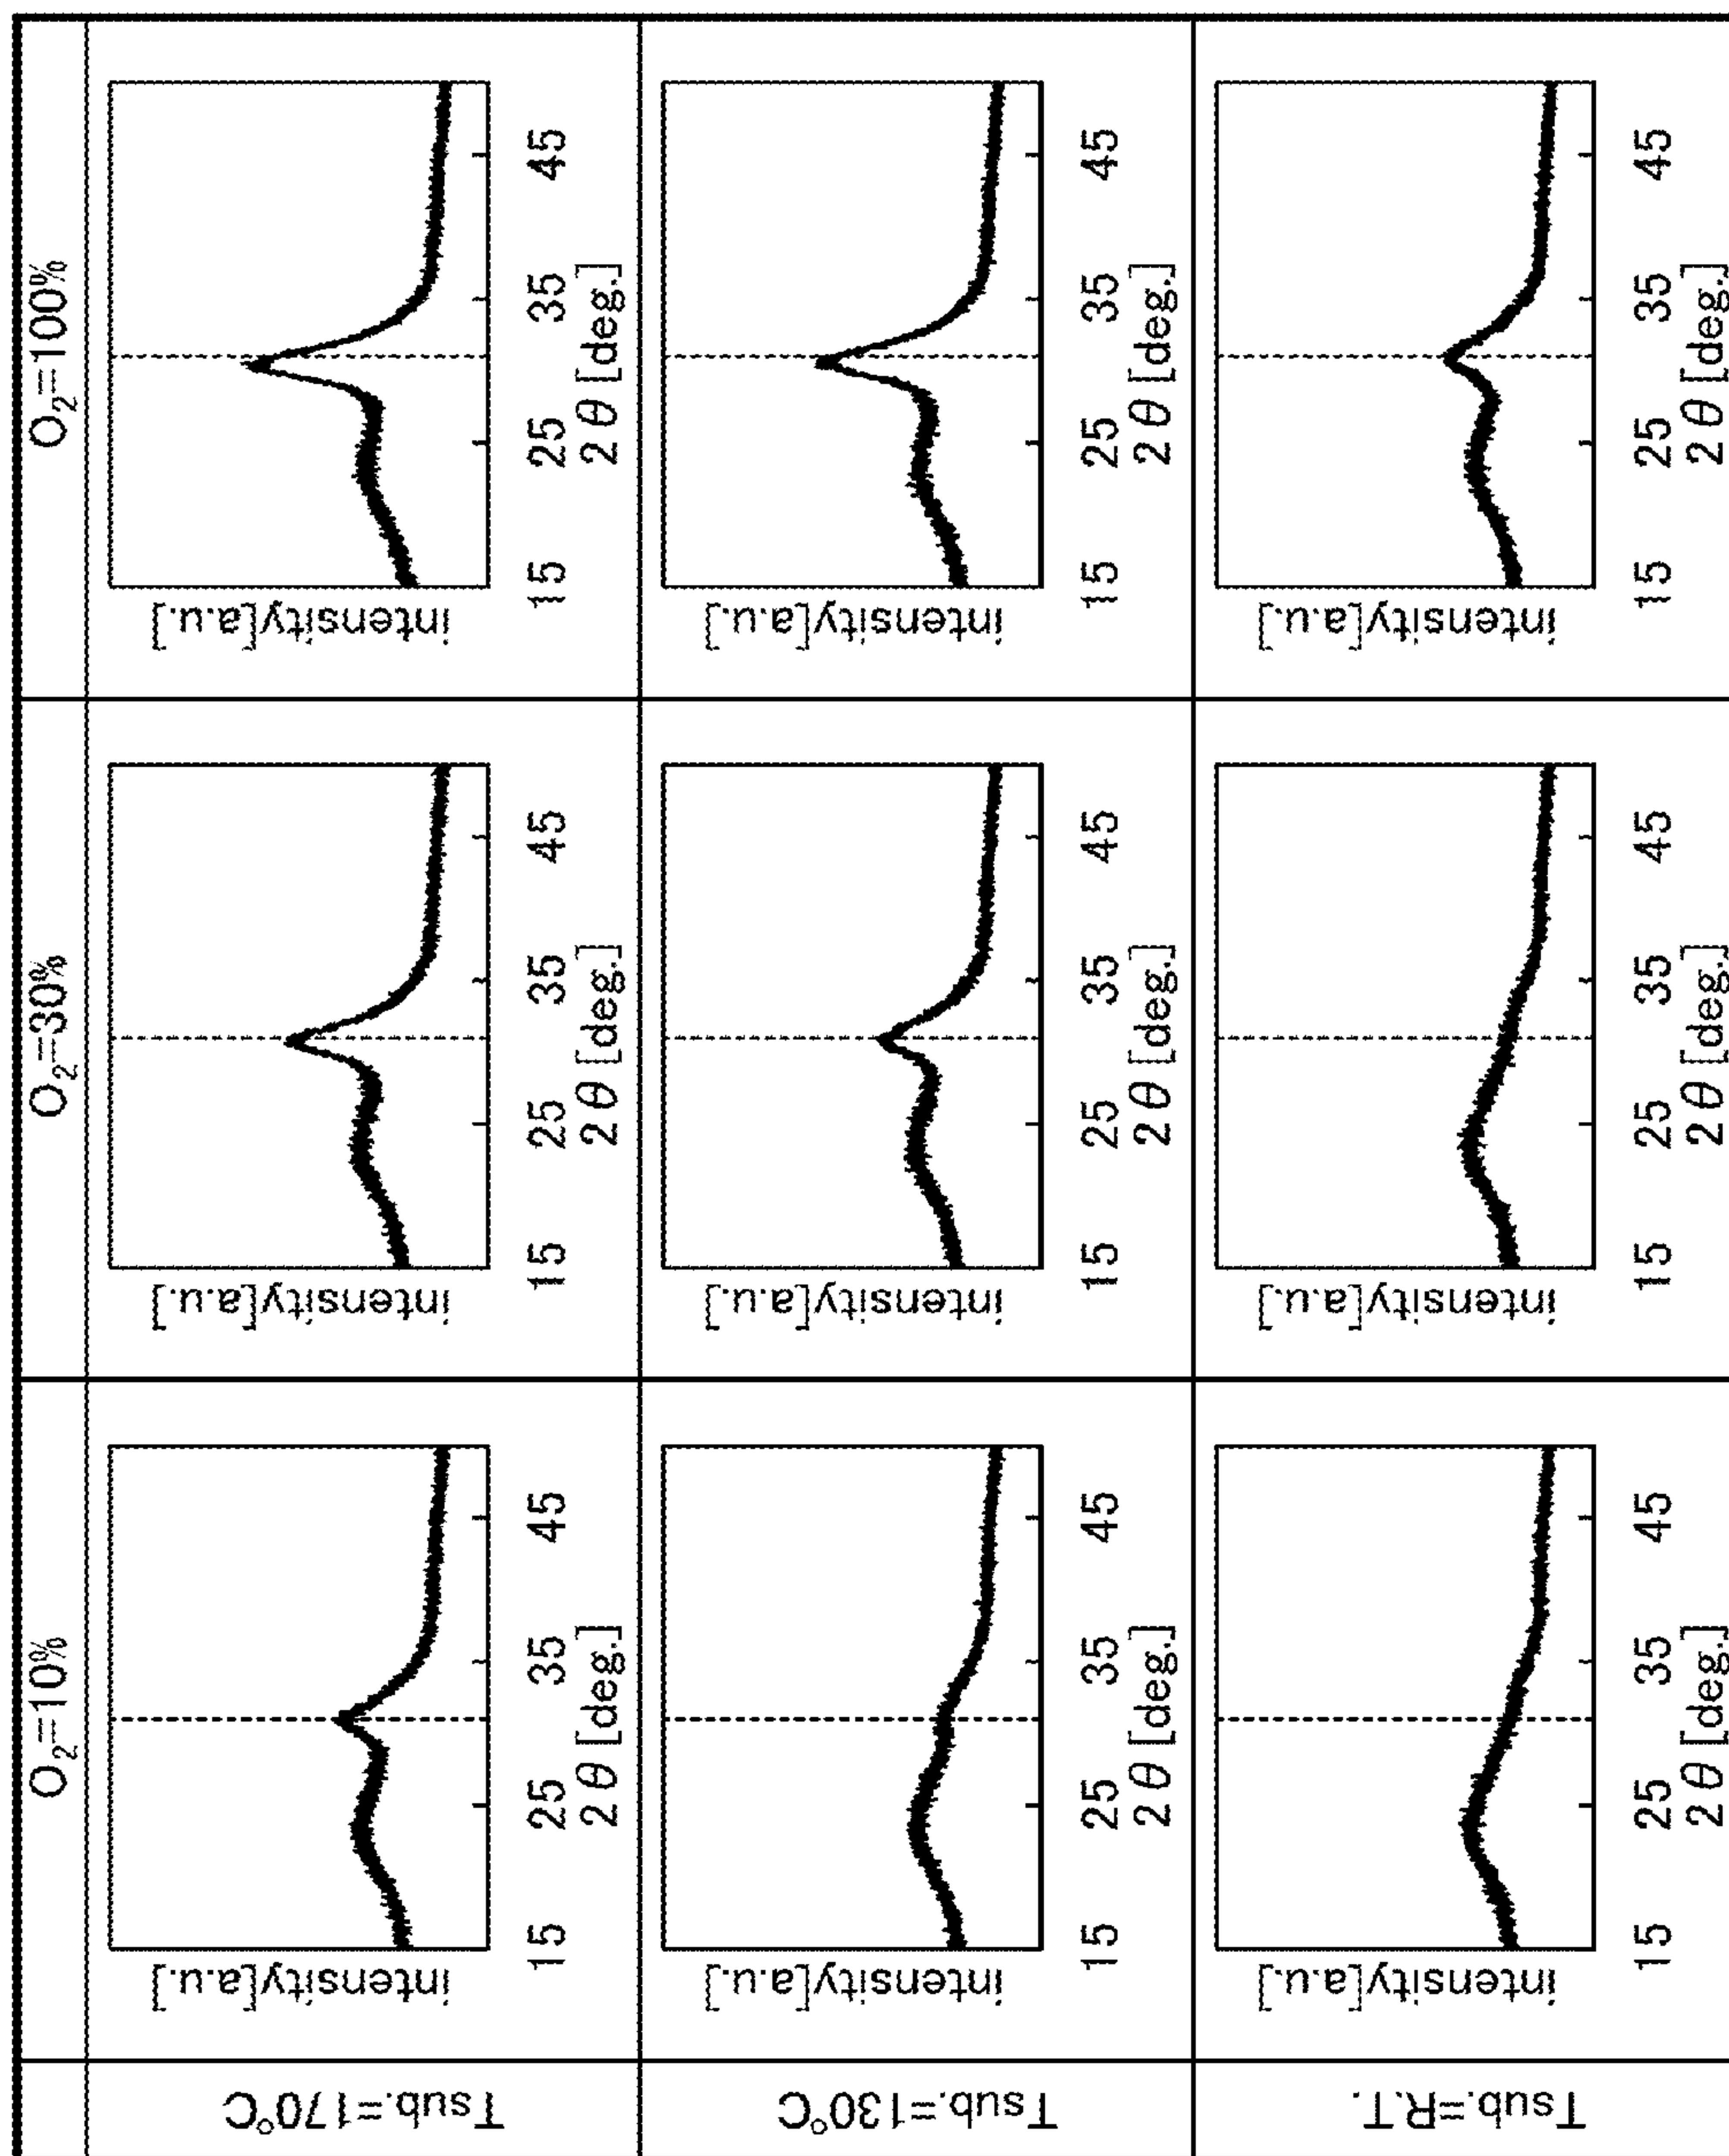 O2=10%
O2=30%
O2=100%
Tsub.=170°C
intensity[a.u.]
15 25 35 45
2θ [deg.]
intensity[a.u.]
15 25 35 45
2θ [deg.]
intensity[a.u.]
15 25 35 45
2θ [deg.]
Tsub.=130°C
intensity[a.u.]
15 25 35 45
2θ [deg.]
intensity[a.u.]
15 25 35 45
2θ [deg.]
intensity[a.u.]
15 25 35 45
2θ [deg.]
Tsub.=R.T.
intensity[a.u.]
15 25 35 45
2θ [deg.]
intensity[a.u.]
15 25 35 45
2θ [deg.]
intensity[a.u.]
15 25 35 45
2θ [deg.]